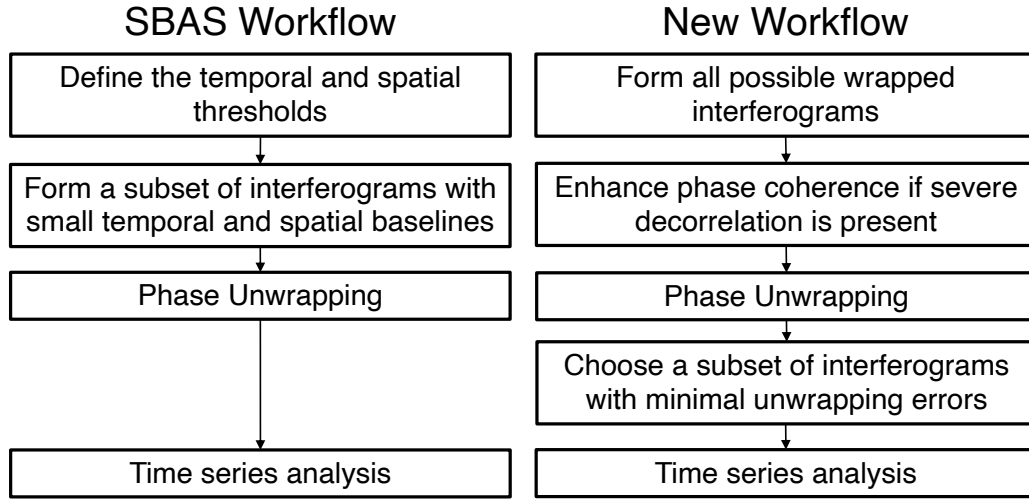 SBAS Workflow
Define the temporal and spatial
thresholds
Form a subset of interferograms with
small temporal and spatial baselines
Phase Unwrapping
Time series analysis
New Workflow
Form all possible wrapped
interferograms
Enhance phase coherence if severe
decorrelation is present
Phase Unwrapping
Choose a subset of interferograms
with minimal unwrapping errors
Time series analysis